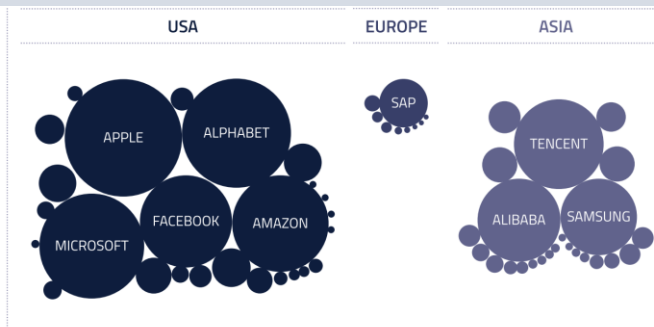 USA
EUROPE
ASIA
SAP
APPLE
ALPHABET
TENCENT
FACEBOOK
AMAZON
ALIBABA
SAMSUNG
MICROSOFT